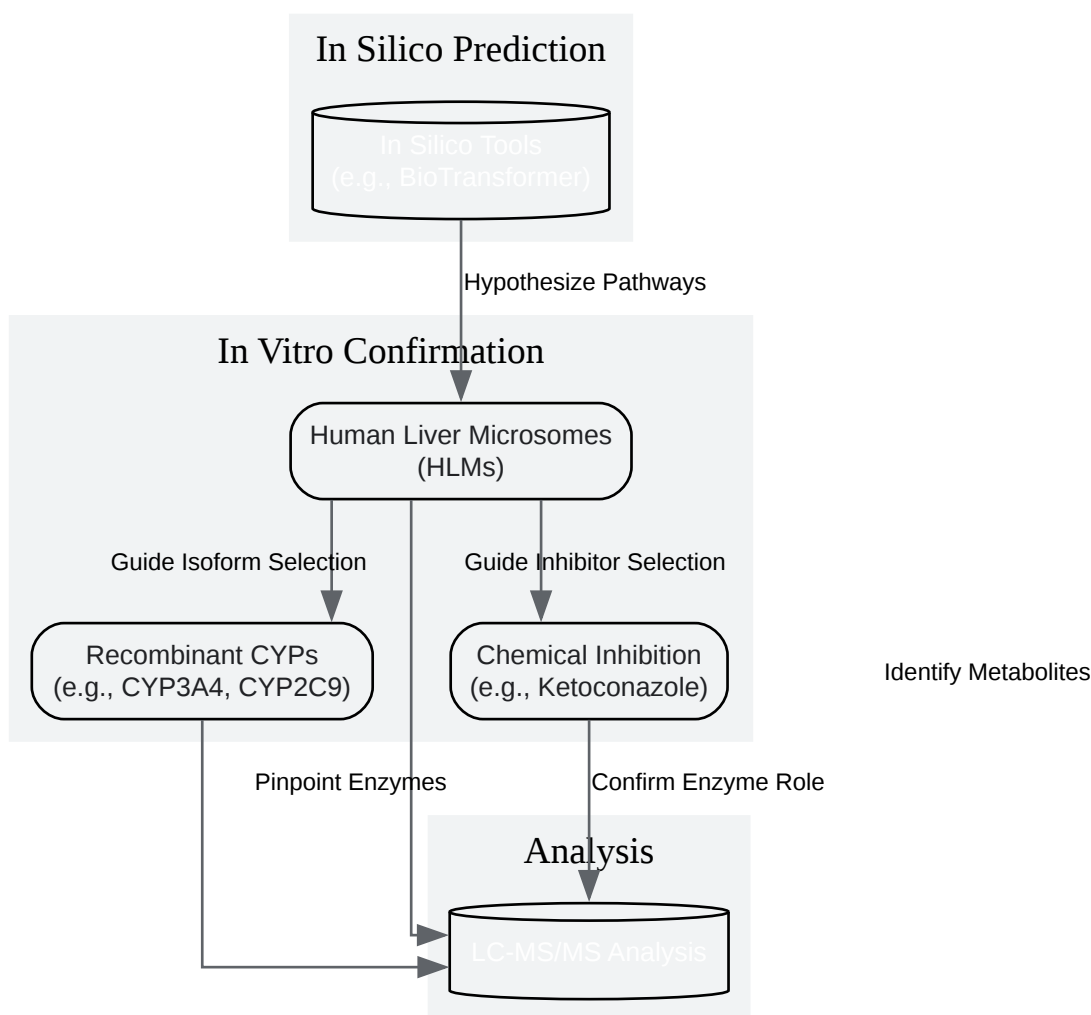 In Silico Prediction
In Silico Tools
(e.g., BioTransformer)
Hypothesize Pathways
In Vitro Confirmation
Human Liver Microsomes
(HLMs)
Guide Isoform Selection
Guide Inhibitor Selection
Recombinant CYPs
(e.g., CYP3A4, CYP2C9)
Chemical Inhibition
(e.g., Ketoconazole)
Identify Metabolites
Pinpoint Enzymes
Confirm Enzyme Role
Analysis
LC-MS/MS Analysis